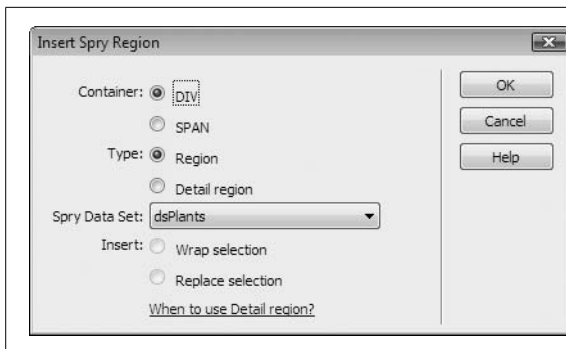 Insert Spry Region
Container: DIV
SPAN
Type: Region
Detail region
Spry Data Set: dsPlants
Insert: Wrap selection
Replace selection
When to use Detail region?
OK
Cancel
Help